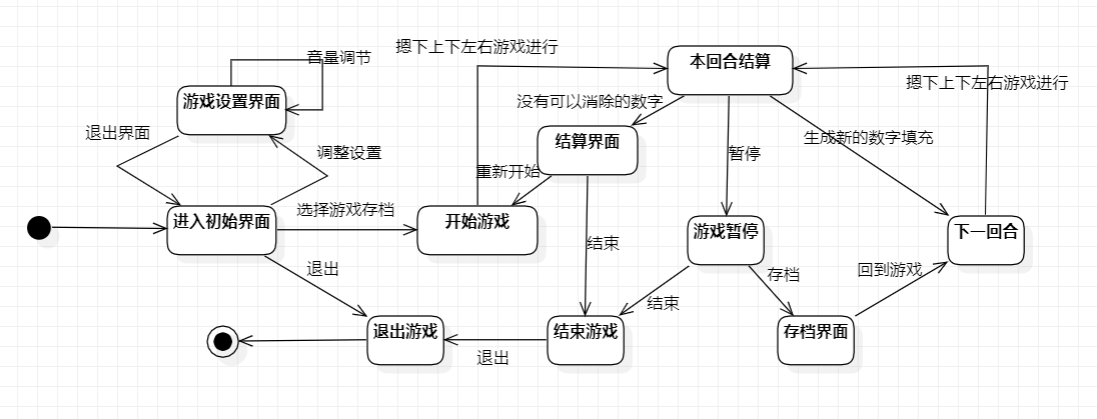 摁下上下左右游戏进行
音量调节
本回合结算
摁下上下左右游戏进行
游戏设置界面
没有可以消除的数字
退出界面
生成新的数字填充
结算界面
调整设置
暂停
重新开始
选择游戏存档
进入初始界面
开始游戏
游戏暂停
下一回合
结束
退出
存档
回到游戏
结束
退出游戏
结束游戏
存档界面
退出